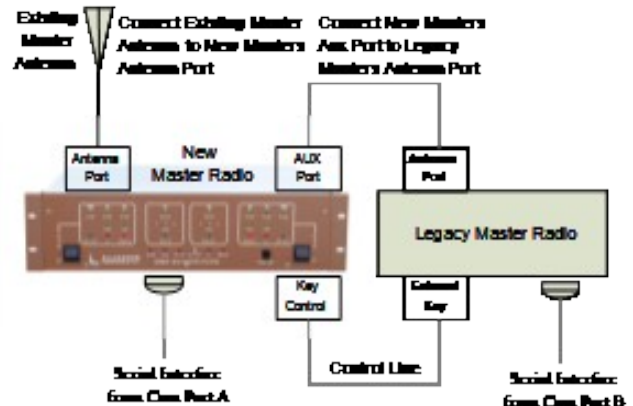 Existing
Master
Antenna
Connect Existing Master
Antenna to New Masters
Antenna Port
Connect New Masters
Aux Port to Legacy
Masters Antenna Port
Antenna
Port
New
Master Radio
AUX
Port
Antenna
Port
Legacy Master Radio
Key
Control
External
Key
Control Line
Serial Interface
from Com Port A
Serial Interface
from Com Port B